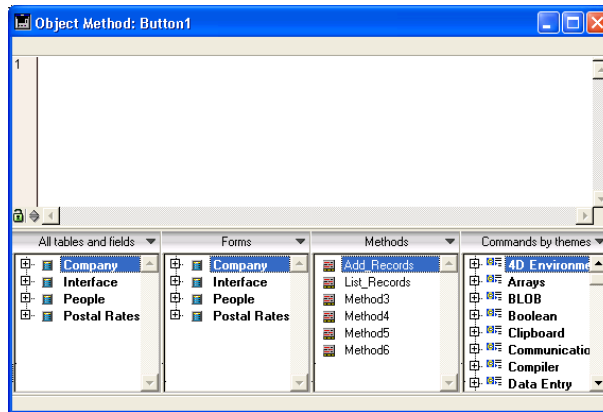 Object Method: Button1
1
All tables and fields
Company
Interface
People
Postal Rates
Forms
Company
Interface
People
Postal Rates
Methods
Add_Records
List_Records
Method3
Method4
Method5
Method6
Commands by themes
4D Environme
Arrays
BLOB
Boolean
Clipboard
Communicatio
Compiler
Data Entry